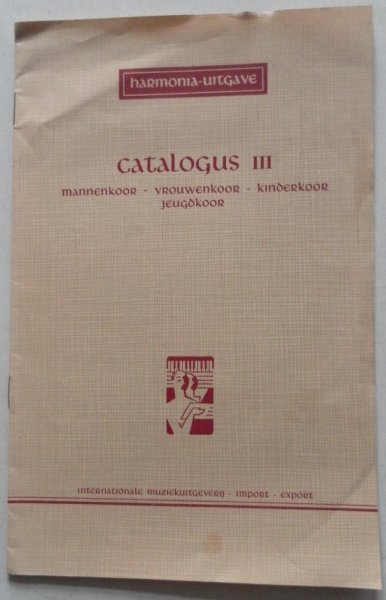 harmonia-uitgave
catalogus III
mannenkoor - vrouwenkoor - kinderkoor
jeugdkoor
internationale muziekuitgeverij - import - export